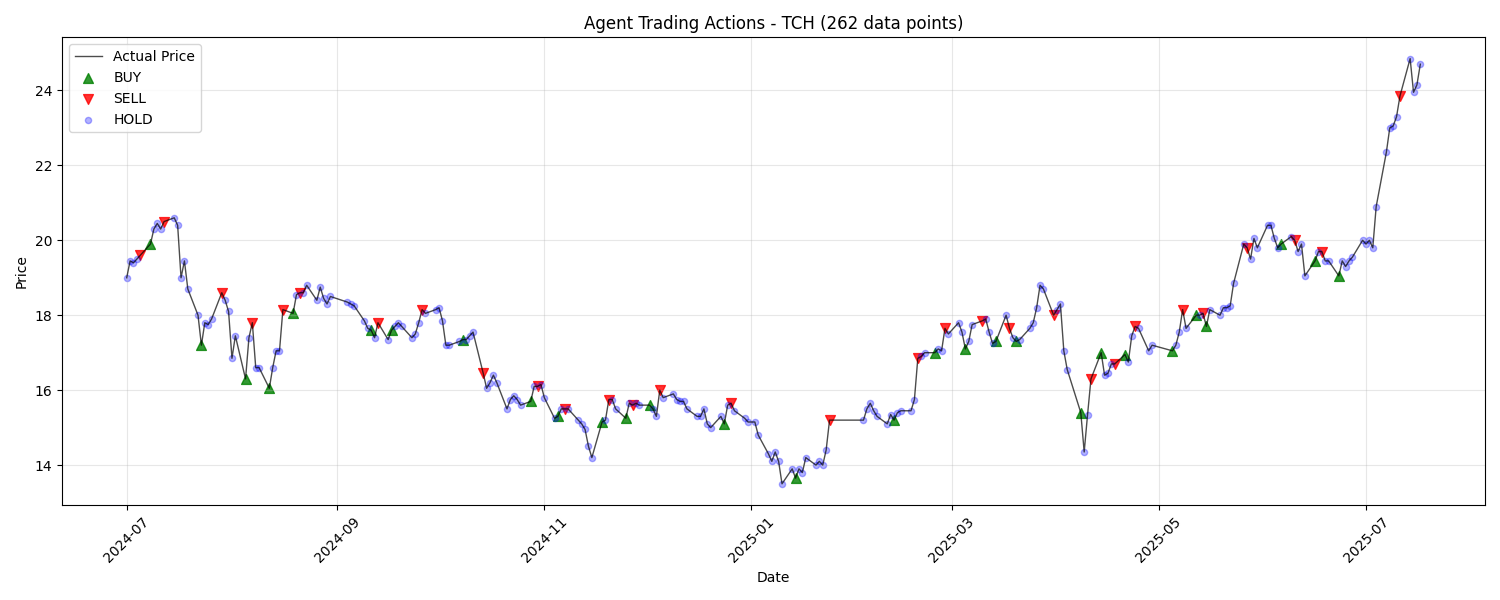 Agent Trading Actions - TCH (262 data points)
Actual Price
BUY
SELL
HOLD
Price
24
22
20
18
16
14
2024-07
2024-09
2024-11
2025-01
2025-03
2025-05
2025-07
Date